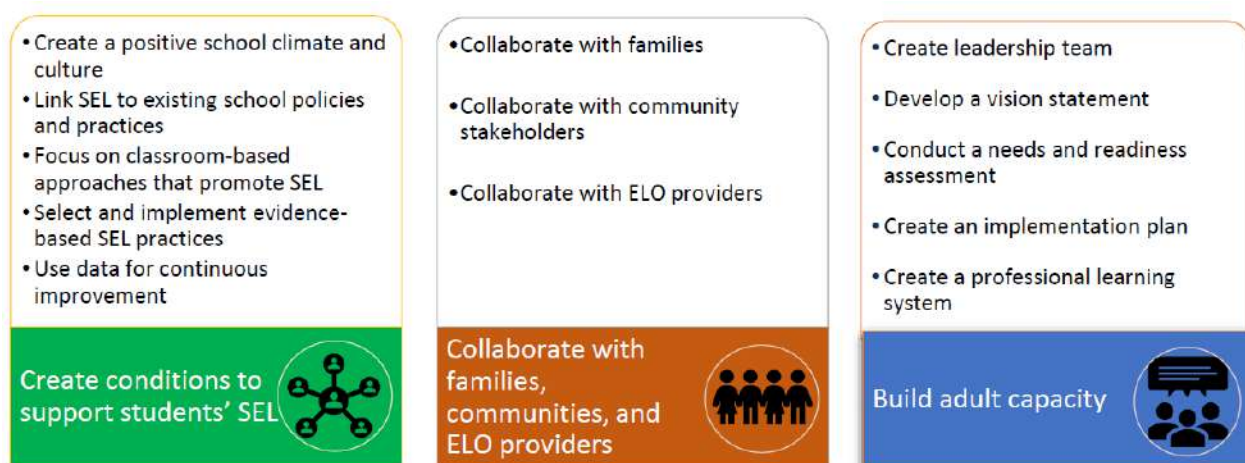 •Create a positive school climate and
culture
•Link SEL to existing school policies
and practices
•Focus on classroom-based
approaches that promote SEL
•Select and implement evidence-
based SEL practices
•Use data for continuous
improvement
Create conditions to
support students’ SEL
•Collaborate with families
•Collaborate with community
stakeholders
•Collaborate with ELO providers
Collaborate with
families,
communities, and
ELO providers
•Create leadership team
•Develop a vision statement
•Conduct a needs and readiness
assessment
•Create an implementation plan
•Create a professional learning
system
Build adult capacity